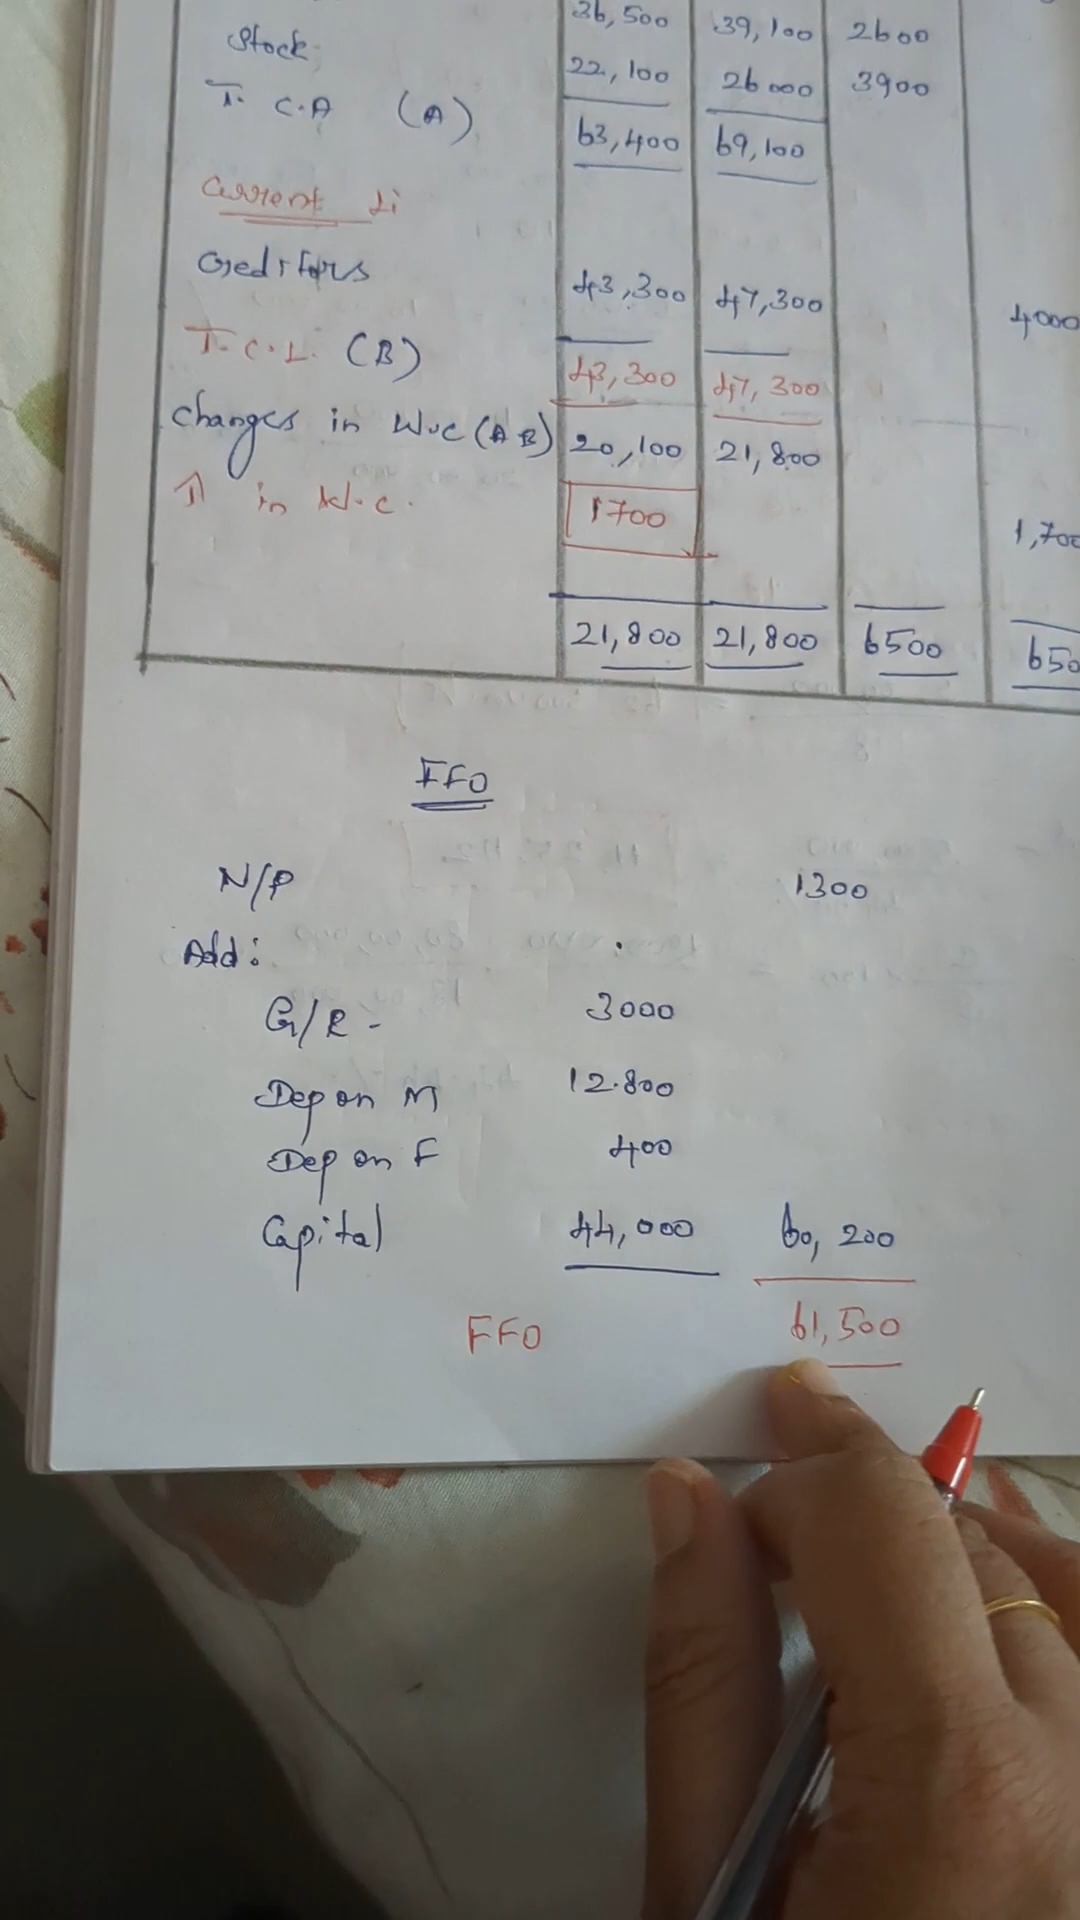 36,500 39,100 2600
Stock 22,100 26000 3900
T. C.A (A) 63,400 69,100
Current Li
Creditors 43,300 47,300 4000
T.C.L. (B) 43,300 47,300
Changes in W.C (A B) 20,100 21,800
↑ in W.C. 1700 1,700
21,800 21,800 6500 650
FFO
N/P 1300
Add:
G/R - 3000
Dep on M 12.800
Dep on F 400
Capital 44,000 60,200
FFO 61,500